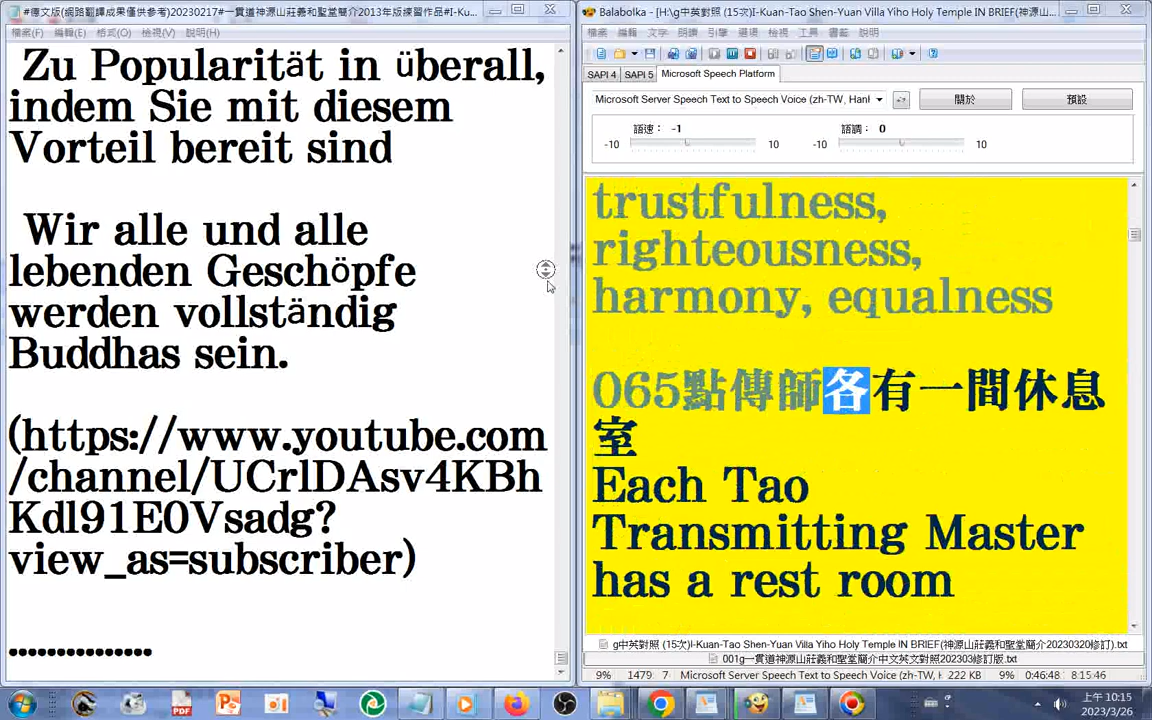 #德文版(網路翻譯成果僅供參考)20230217#一貫道神源山莊義和聖堂簡介2013年版練習作品#I-Ku...
檔案(F) 編輯(E) 格式(O) 檢視(V) 說明(H)
Zu Popularität in überall,
indem Sie mit diesem
Vorteil bereit sind
Wir alle und alle
lebenden Geschöpfe
werden vollständig
Buddhas sein.
(https://www.youtube.com
/channel/UCrlDAsv4KBh
Kdl91E0Vsadg?
view_as=subscriber)
...............
Balabolka - [H:\g中英對照 (15次)I-Kuan-Tao Shen-Yuan Villa Yiho Holy Temple IN BRIEF(神源山...
檔案 編輯 文字 朗讀 引擎 選項 檢視 工具 書籤 說明
SAPI 4 SAPI 5 Microsoft Speech Platform
Microsoft Server Speech Text to Speech Voice (zh-TW, Hanl
關於
預設
語速： -1
語調： 0
-10 10 -10 10
trustfulness,
righteousness,
harmony, equalness
065點傳師各有一間休息
室
Each Tao
Transmitting Master
has a rest room
g中英對照 (15次)I-Kuan-Tao Shen-Yuan Villa Yiho Holy Temple IN BRIEF(神源山莊義和聖堂簡介20230320修訂).txt
001g一貫道神源山莊義和聖堂簡介中文英文對照202303修訂版.txt
9% 1479: 7 Microsoft Server Speech Text to Speech Voice (zh-TW, H 222 KB 9% 0:46:48 8:15:46
PDF
上午 10:15
2023/3/26